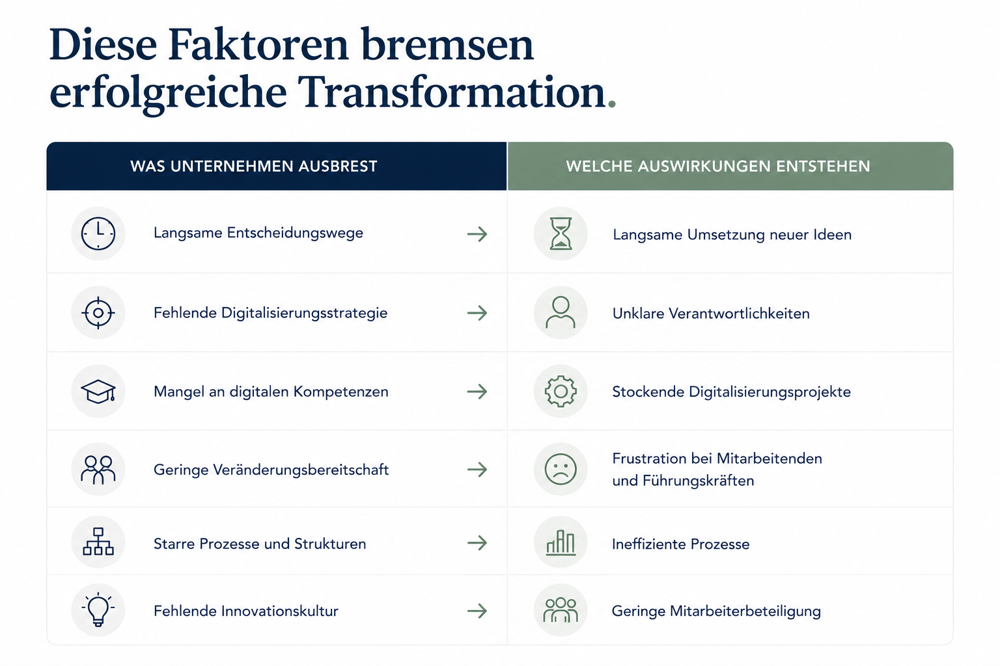 Diese Faktoren bremsen
erfolgreiche Transformation.
WAS UNTERNEHMEN AUSBREST
WELCHE AUSWIRKUNGEN ENTSTEHEN
Langsame Entscheidungswege
→
Langsame Umsetzung neuer Ideen
Fehlende Digitalisierungsstrategie
→
Unklare Verantwortlichkeiten
Mangel an digitalen Kompetenzen
→
Stockende Digitalisierungsprojekte
Geringe Veränderungsbereitschaft
→
Frustration bei Mitarbeitenden
und Führungskräften
Starre Prozesse und Strukturen
→
Ineffiziente Prozesse
Fehlende Innovationskultur
→
Geringe Mitarbeiterbeteiligung